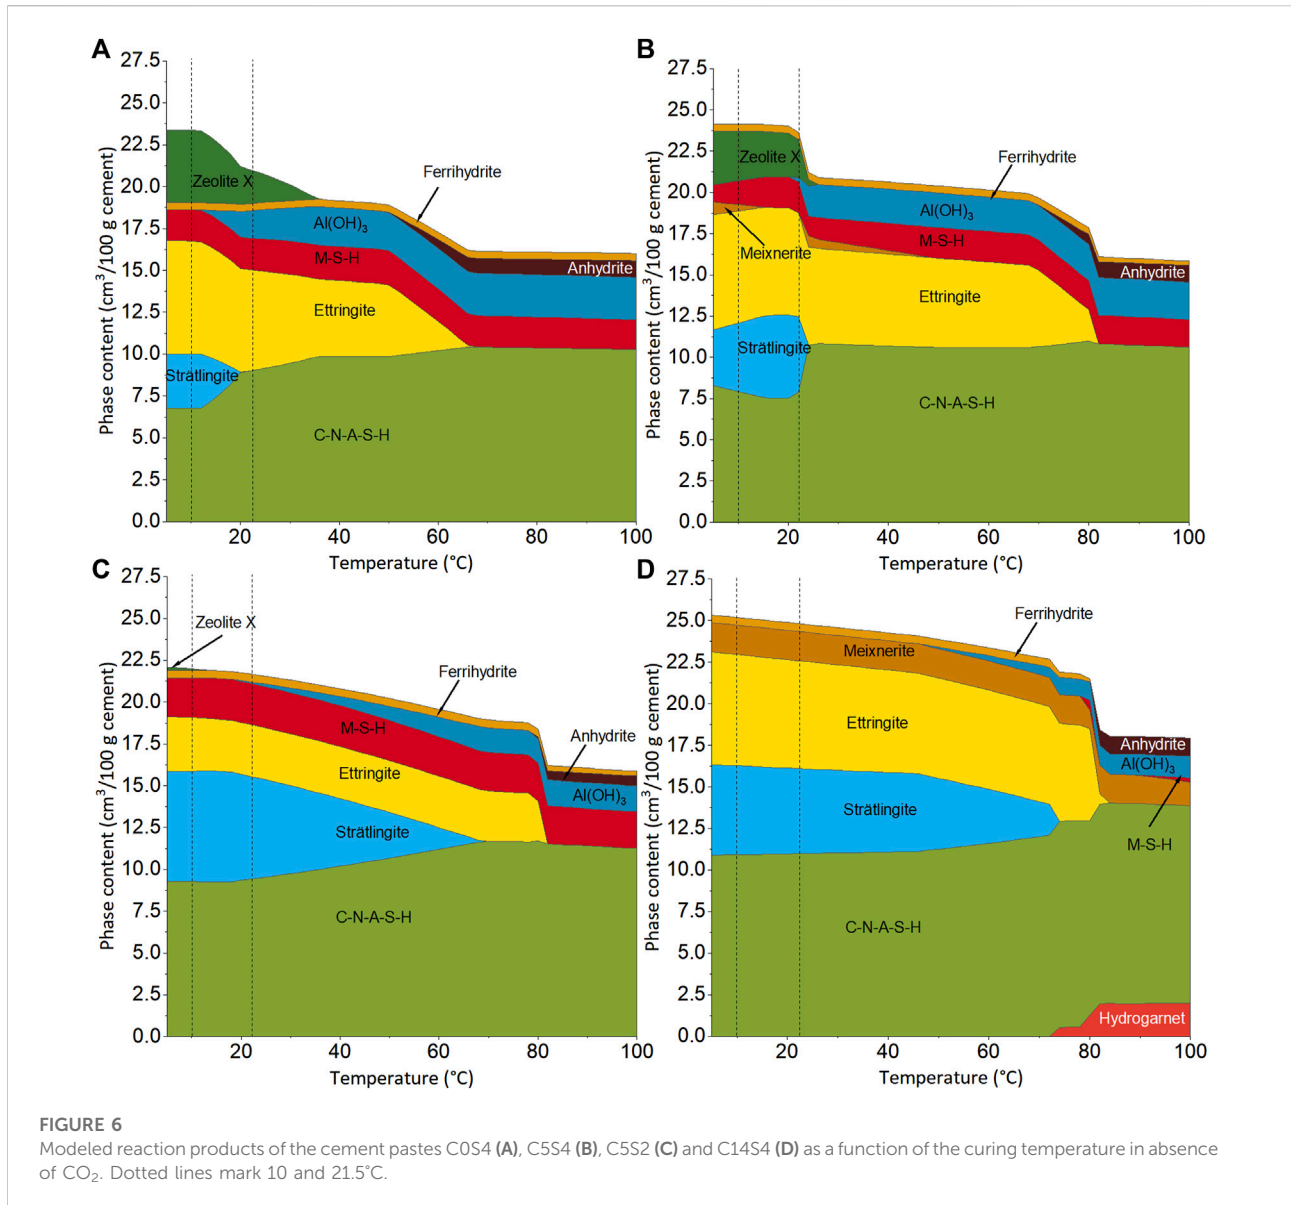 A
Phase content (cm³/100 g cement)
27.5
25.0
22.5
20.0
17.5
15.0
12.5
10.0
7.5
5.0
2.5
0.0
Zeolite X
Ferrihydrite
Al(OH)₃
M-S-H
Anhydrite
Ettringite
Strätlingite
C-N-A-S-H
20 40 60 80 100
Temperature (°C)
B
Phase content (cm³/100 g cement)
27.5
25.0
22.5
20.0
17.5
15.0
12.5
10.0
7.5
5.0
2.5
0.0
Zeolite X
Ferrihydrite
Al(OH)₃
M-S-H
Meixnerite
Anhydrite
Ettringite
Strätlingite
C-N-A-S-H
20 40 60 80 100
Temperature (°C)
C
Phase content (cm³/100 g cement)
27.5
25.0
22.5
20.0
17.5
15.0
12.5
10.0
7.5
5.0
2.5
0.0
Zeolite X
Ferrihydrite
M-S-H
Anhydrite
Ettringite
Al(OH)₃
Strätlingite
C-N-A-S-H
20 40 60 80 100
Temperature (°C)
D
Phase content (cm³/100 g cement)
27.5
25.0
22.5
20.0
17.5
15.0
12.5
10.0
7.5
5.0
2.5
0.0
Ferrihydrite
Meixnerite
Ettringite
Anhydrite
Al(OH)₃
Strätlingite
M-S-H
C-N-A-S-H
Hydrogarnet
20 40 60 80 100
Temperature (°C)
FIGURE 6
Modeled reaction products of the cement pastes C0S4 (A), C5S4 (B), C5S2 (C) and C14S4 (D) as a function of the curing temperature in absence
of CO₂. Dotted lines mark 10 and 21.5°C.